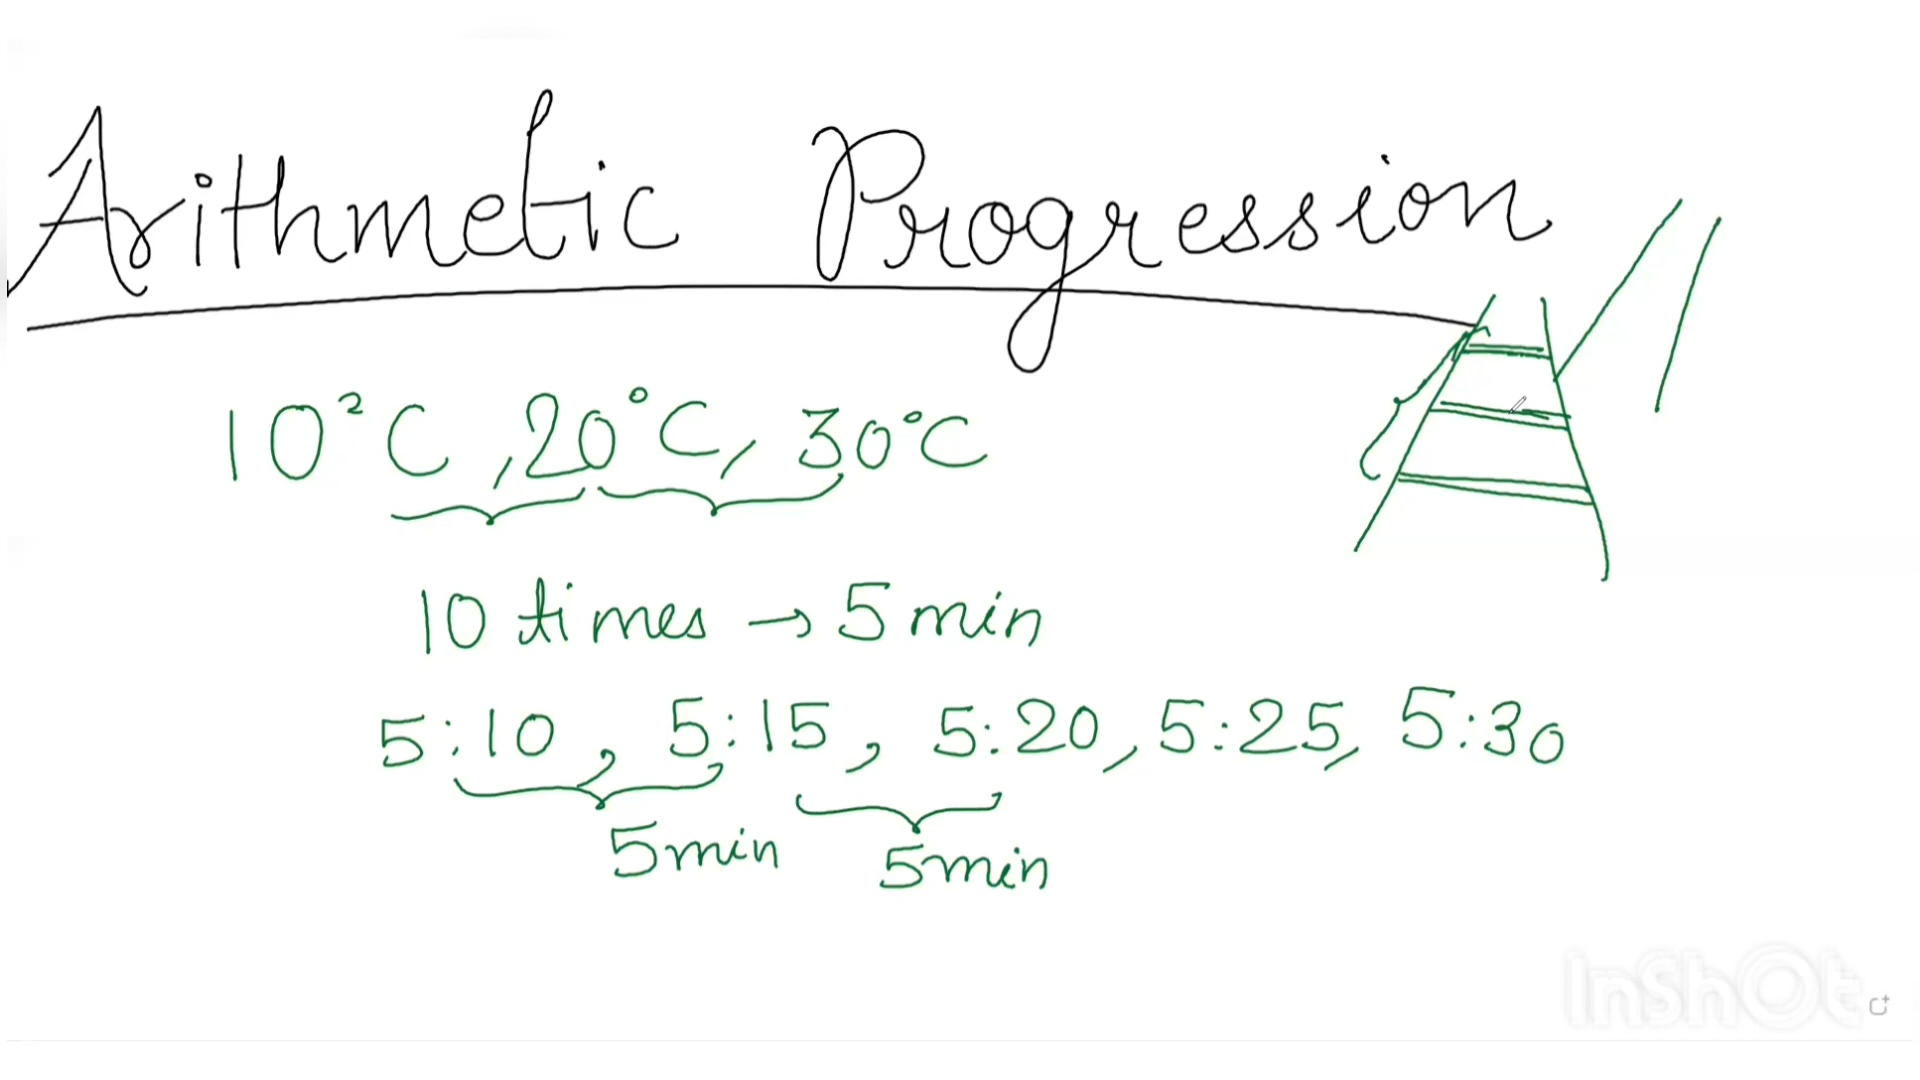 Arithmetic Progression
10°C, 20°C, 30°C
10 times → 5 min
5:10, 5:15, 5:20, 5:25, 5:30
5min 5min
InShOt